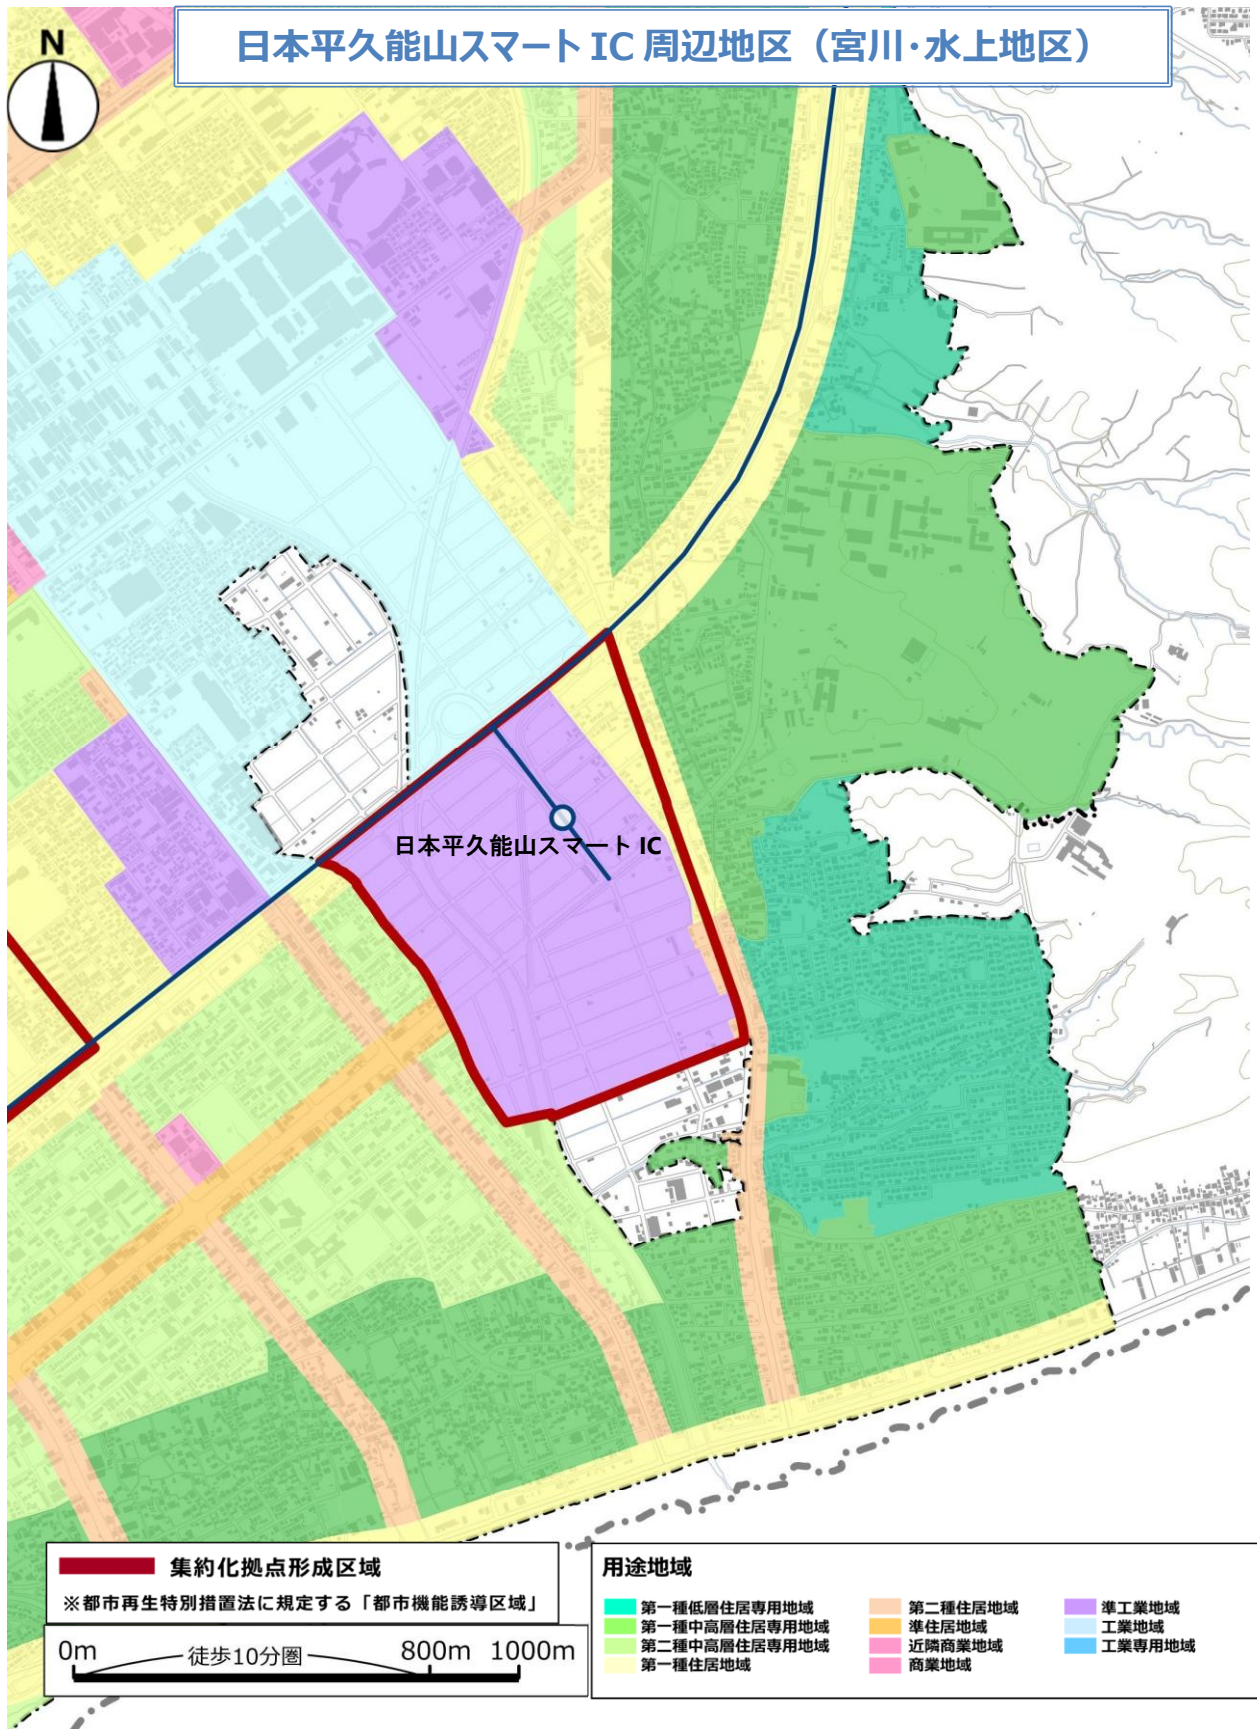 日本平久能山スマート IC 周辺地区（宮川･水上地区）
N
日本平久能山スマート IC
集約化拠点形成区域
※都市再生特別措置法に規定する「都市機能誘導区域」
0m 徒歩10分圏 800m 1000m
用途地域
第一種低層住居専用地域
第一種中高層住居専用地域
第二種中高層住居専用地域
第一種住居地域
第二種住居地域
準住居地域
近隣商業地域
商業地域
準工業地域
工業地域
工業専用地域